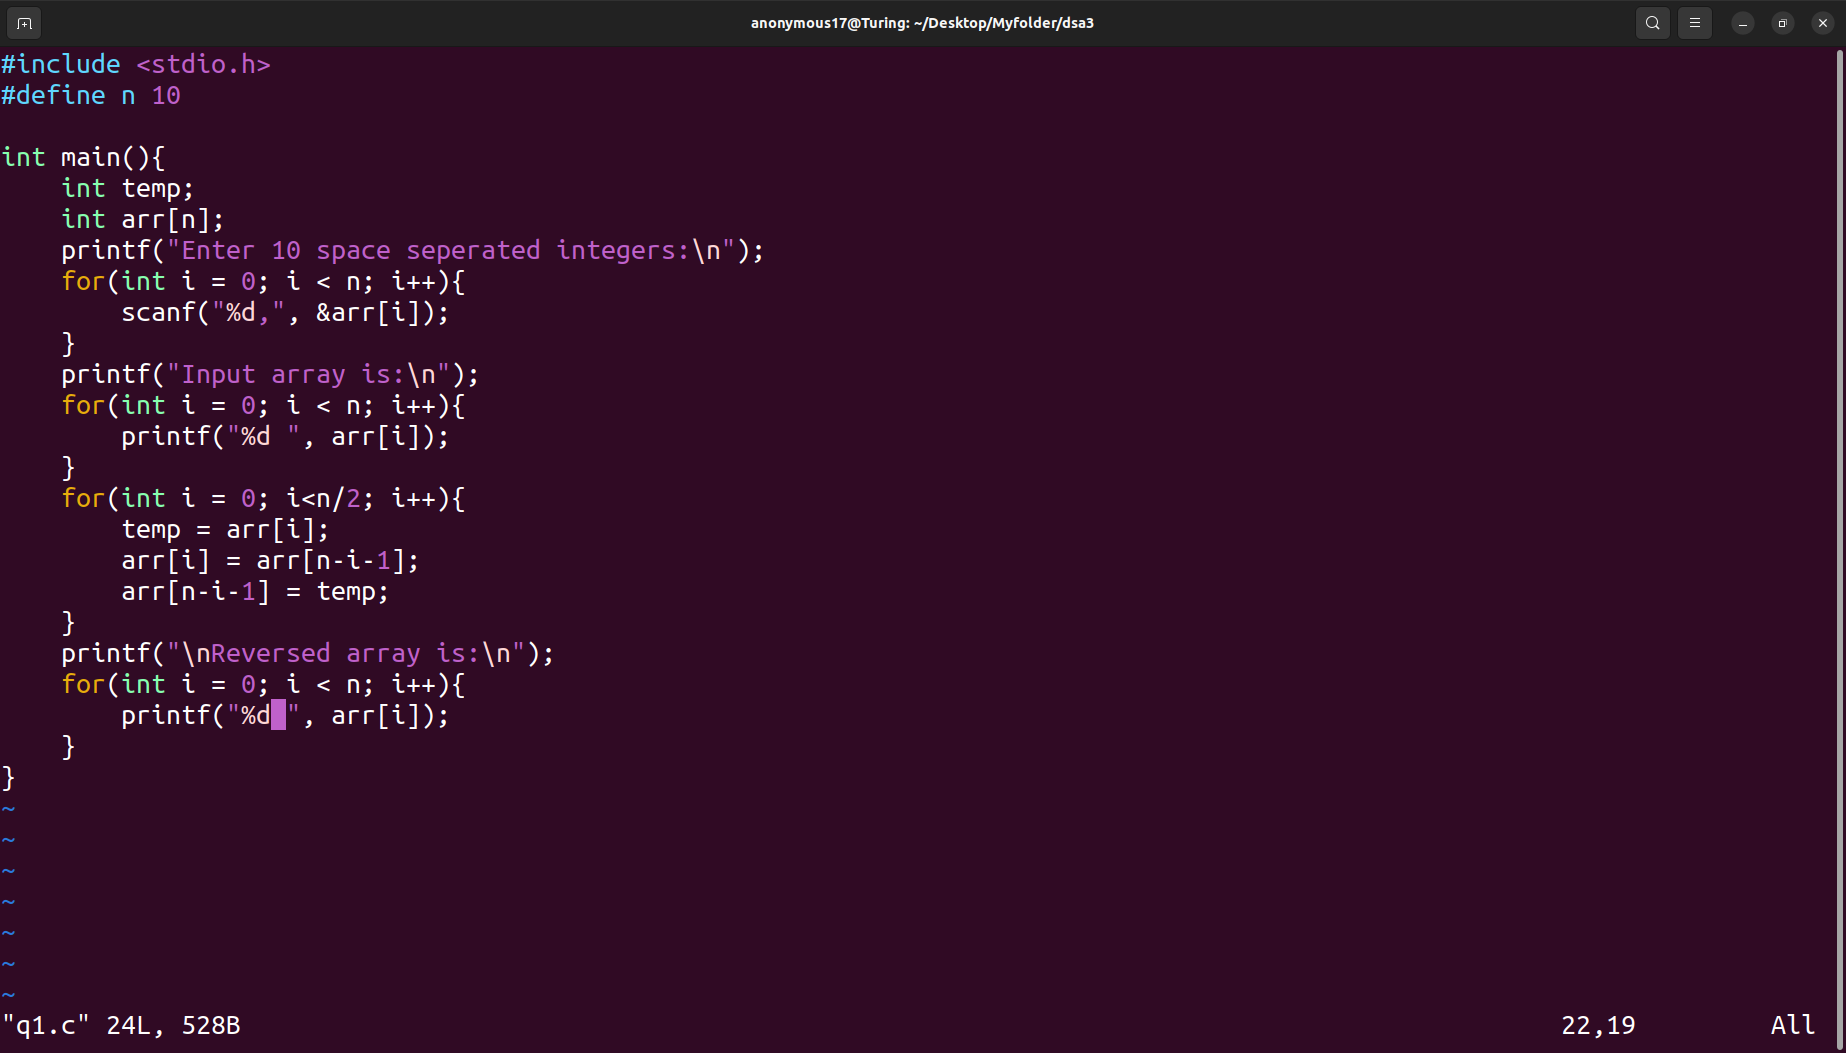 anonymous17@Turing: ~/Desktop/Myfolder/dsa3
#include <stdio.h>
#define n 10

int main(){
    int temp;
    int arr[n];
    printf("Enter 10 space seperated integers:\n");
    for(int i = 0; i < n; i++){
        scanf("%d,", &arr[i]);
    }
    printf("Input array is:\n");
    for(int i = 0; i < n; i++){
        printf("%d ", arr[i]);
    }
    for(int i = 0; i<n/2; i++){
        temp = arr[i];
        arr[i] = arr[n-i-1];
        arr[n-i-1] = temp;
    }
    printf("\nReversed array is:\n");
    for(int i = 0; i < n; i++){
        printf("%d ", arr[i]);
    }
}
~
~
~
~
~
~
~
"q1.c" 24L, 528B 22,19 All